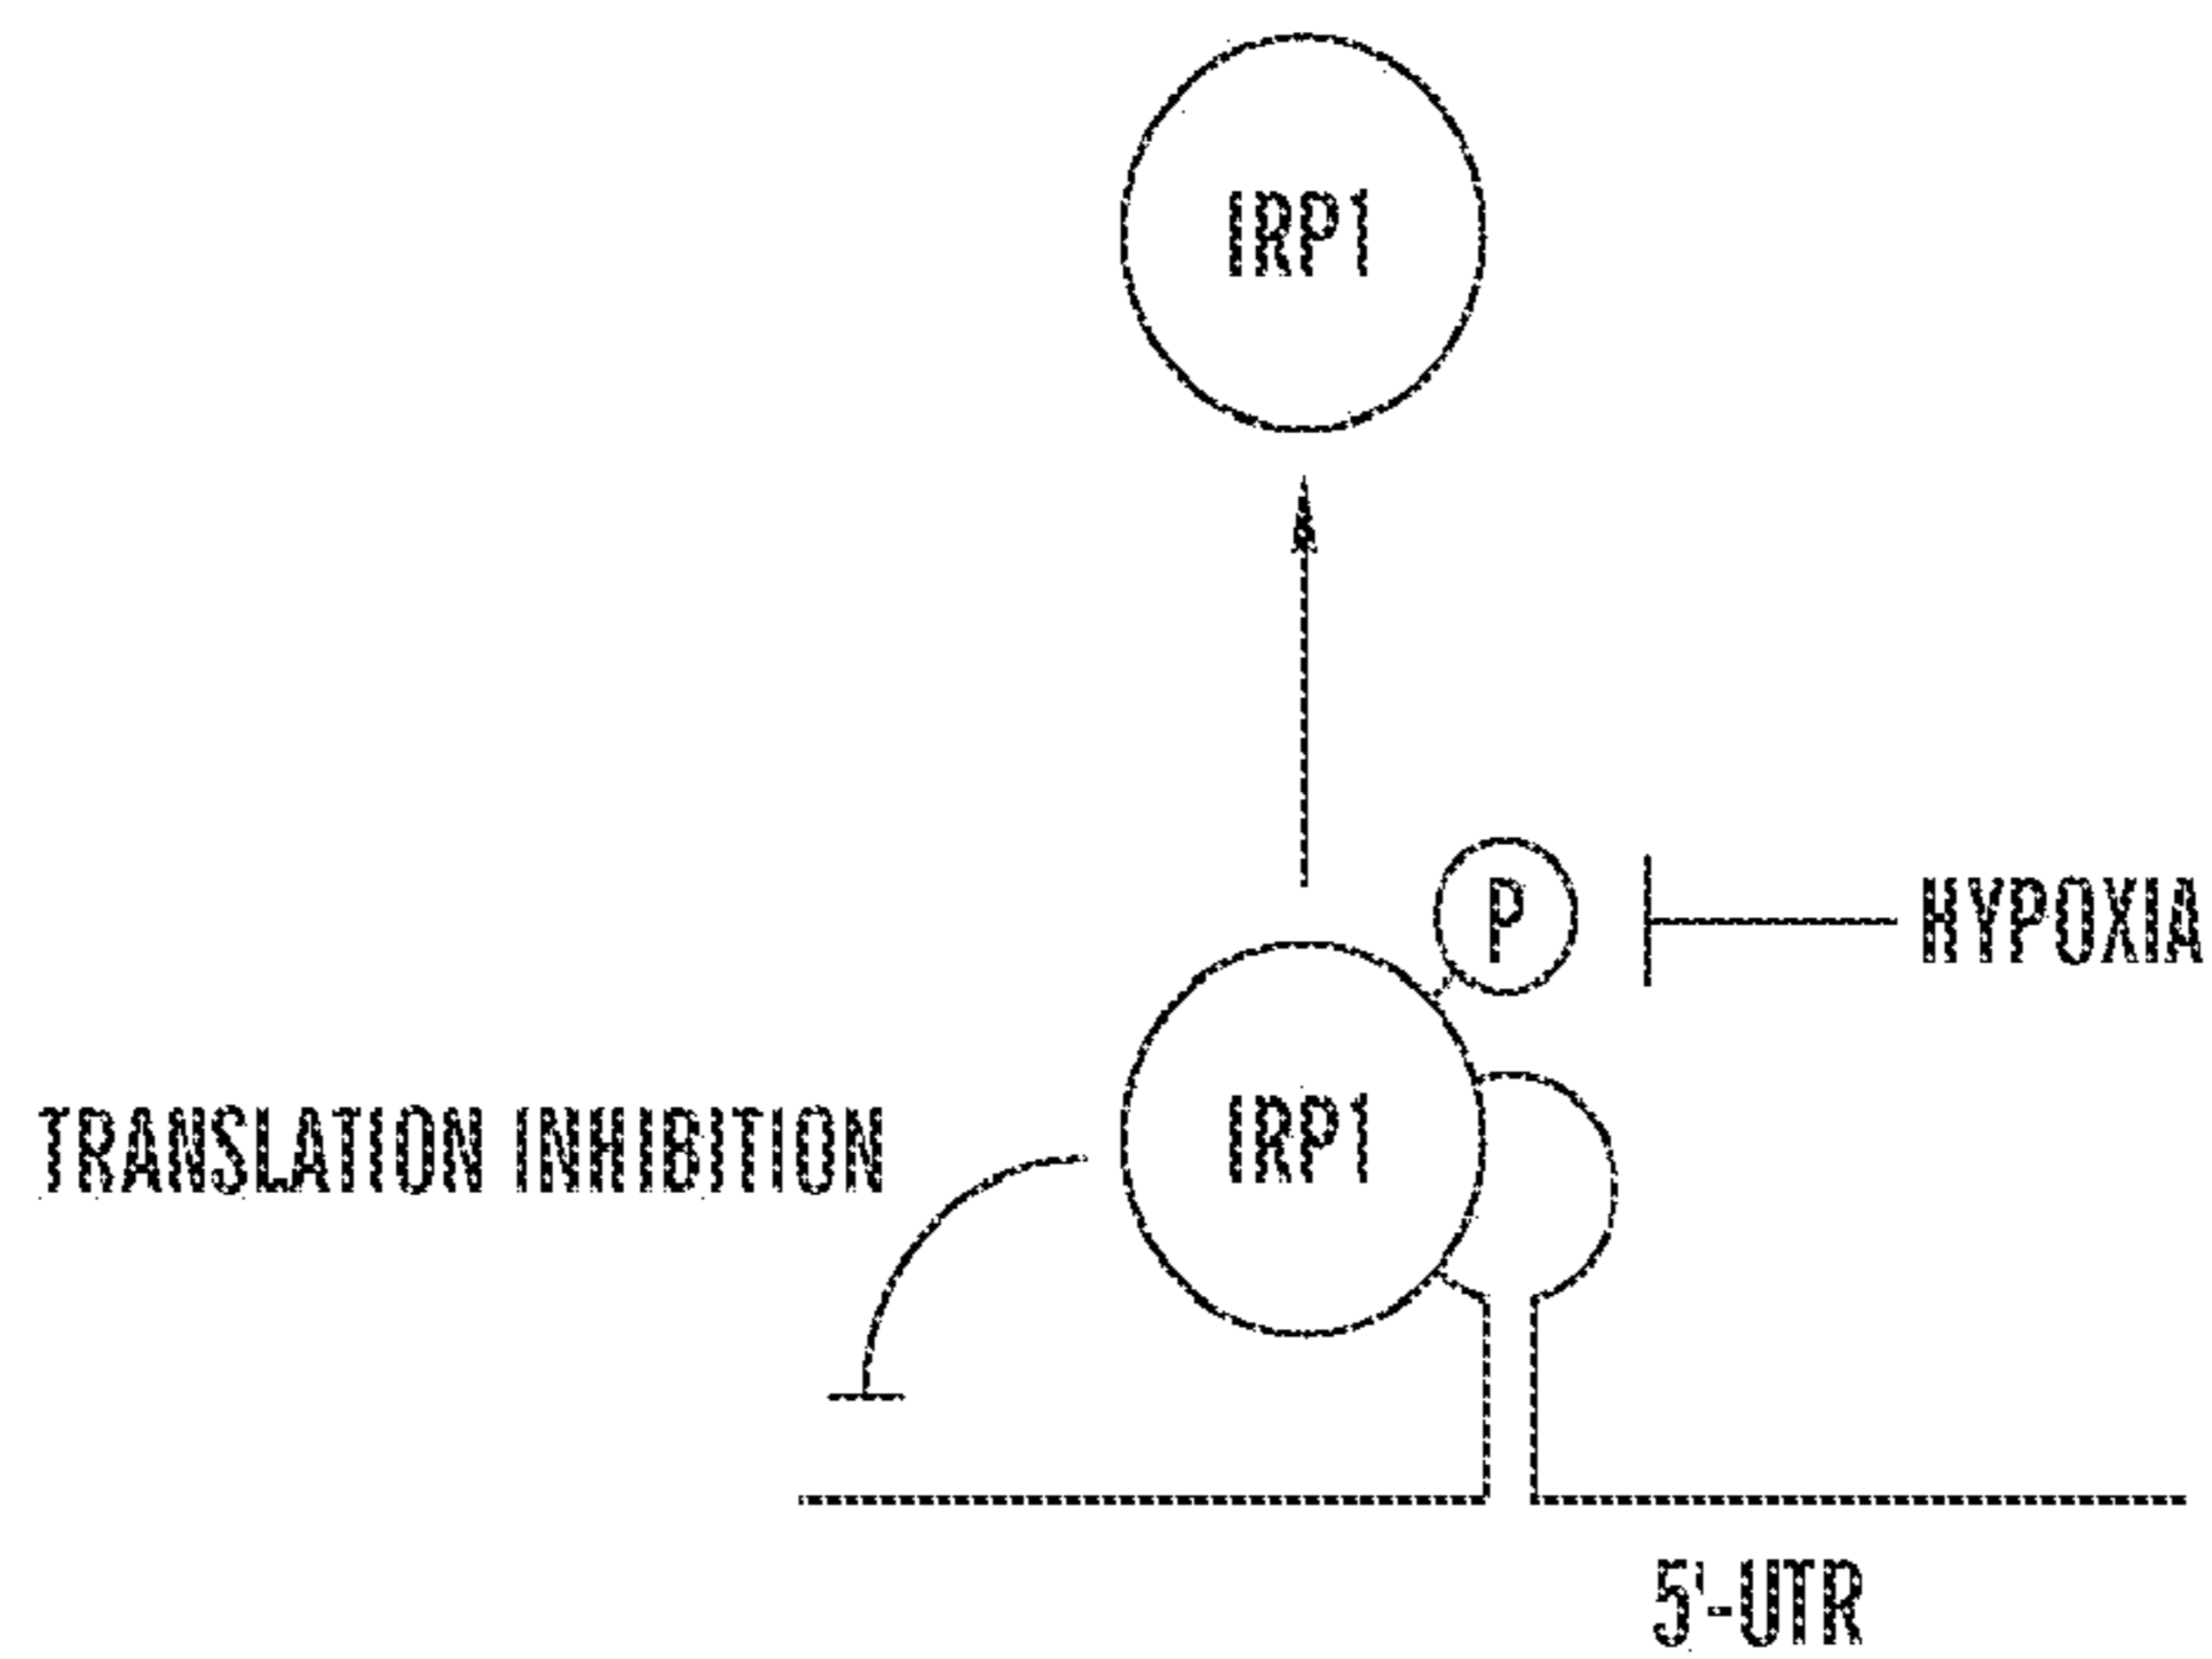 IRP1
P
HYPOXIA
TRANSLATION INHIBITION
IRP1
5'-UTR